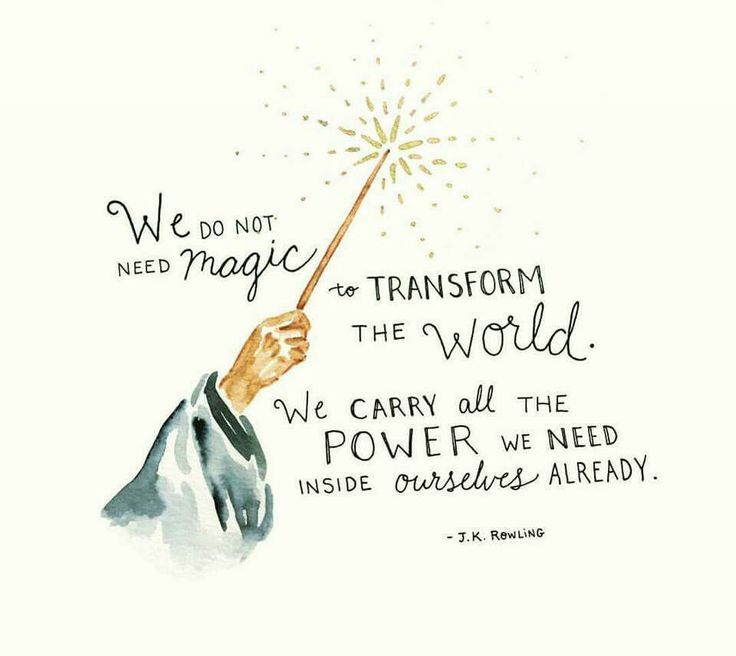 We DO NOT
NEED magic
to TRANSFORM
THE World.
We CARRY all THE
POWER WE NEED
INSIDE ourselves ALREADY.
- J.K. ROWLING